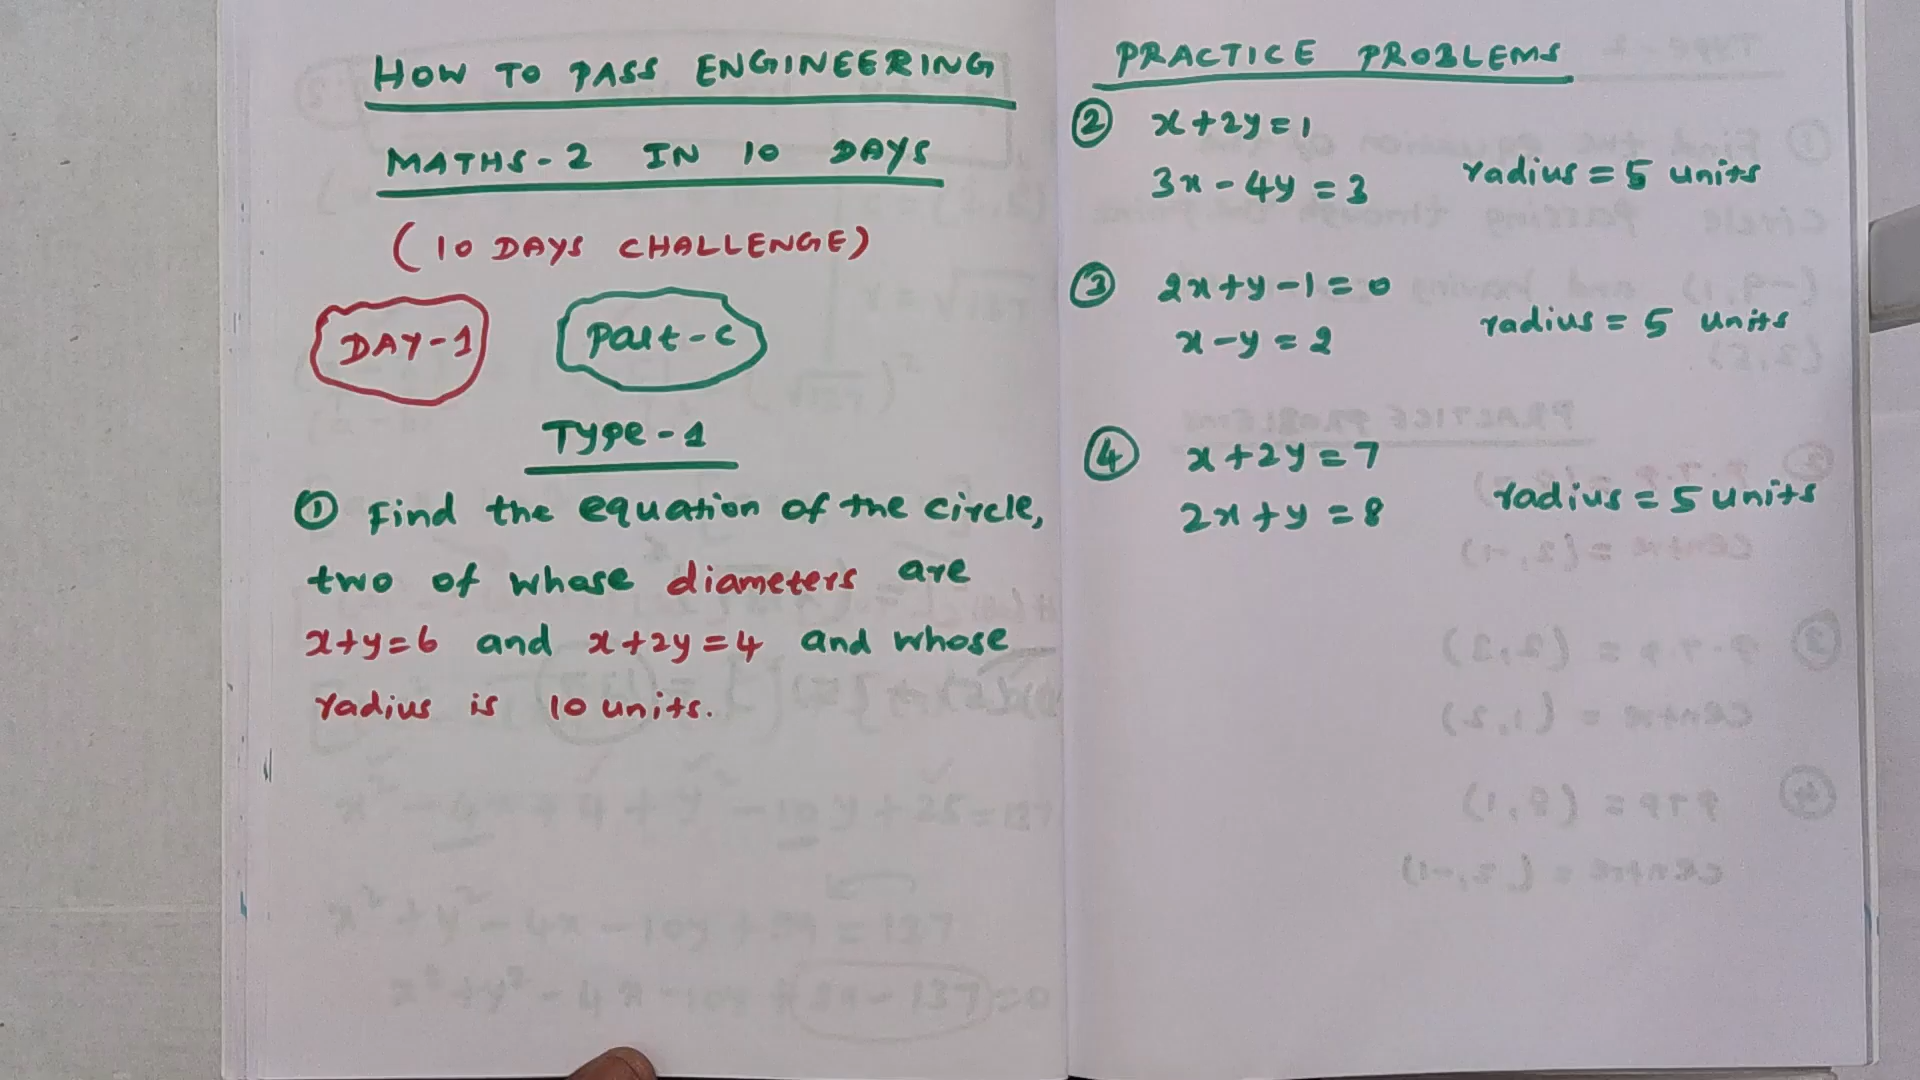 HOW TO PASS ENGINEERING
MATHS-2 IN 10 DAYS
(10 DAYS CHALLENGE)
DAY-1 Part-C
TYPE-1
① Find the equation of the circle,
two of whose diameters are
x+y=6 and x+2y=4 and whose
radius is 10 units.
PRACTICE PROBLEMS
② x+2y=1
3x-4y=3 radius=5 units
③ 2x+y-1=0
x-y=2 radius=5 units
④ x+2y=7
2x+y=8 radius=5 units